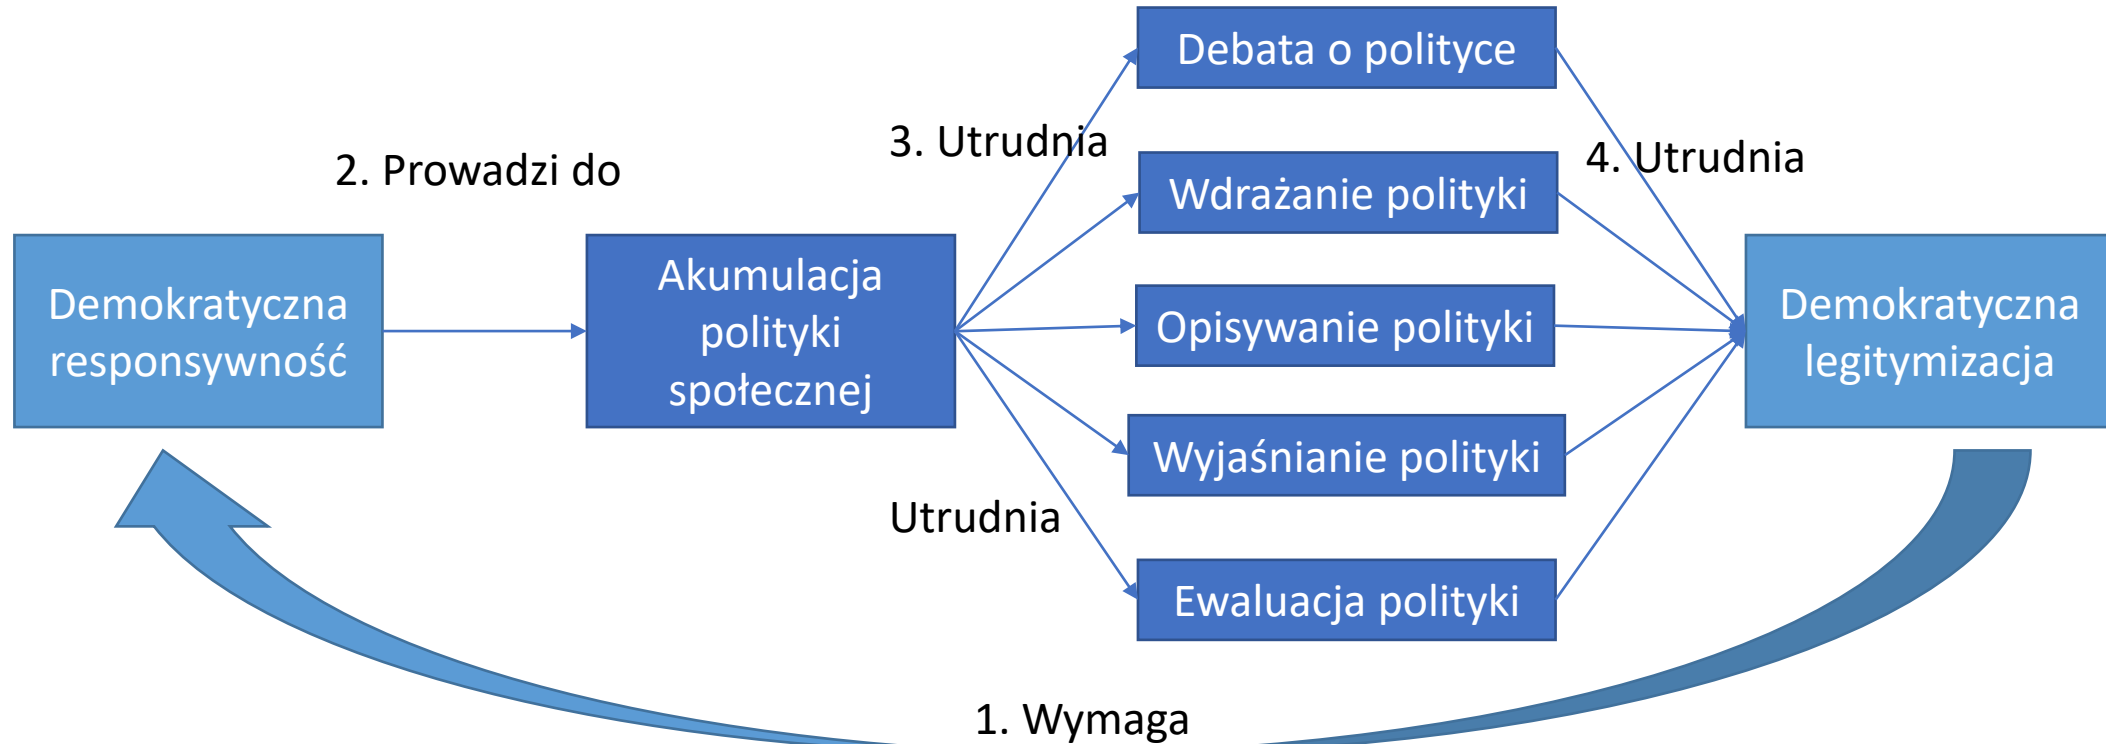 Demokratyczna
responsywność
2. Prowadzi do
Akumulacja
polityki
społecznej
3. Utrudnia
Utrudnia
Debata o polityce
Wdrażanie polityki
Opisywanie polityki
Wyjaśnianie polityki
Ewaluacja polityki
4. Utrudnia
Demokratyczna
legitymizacja
1. Wymaga